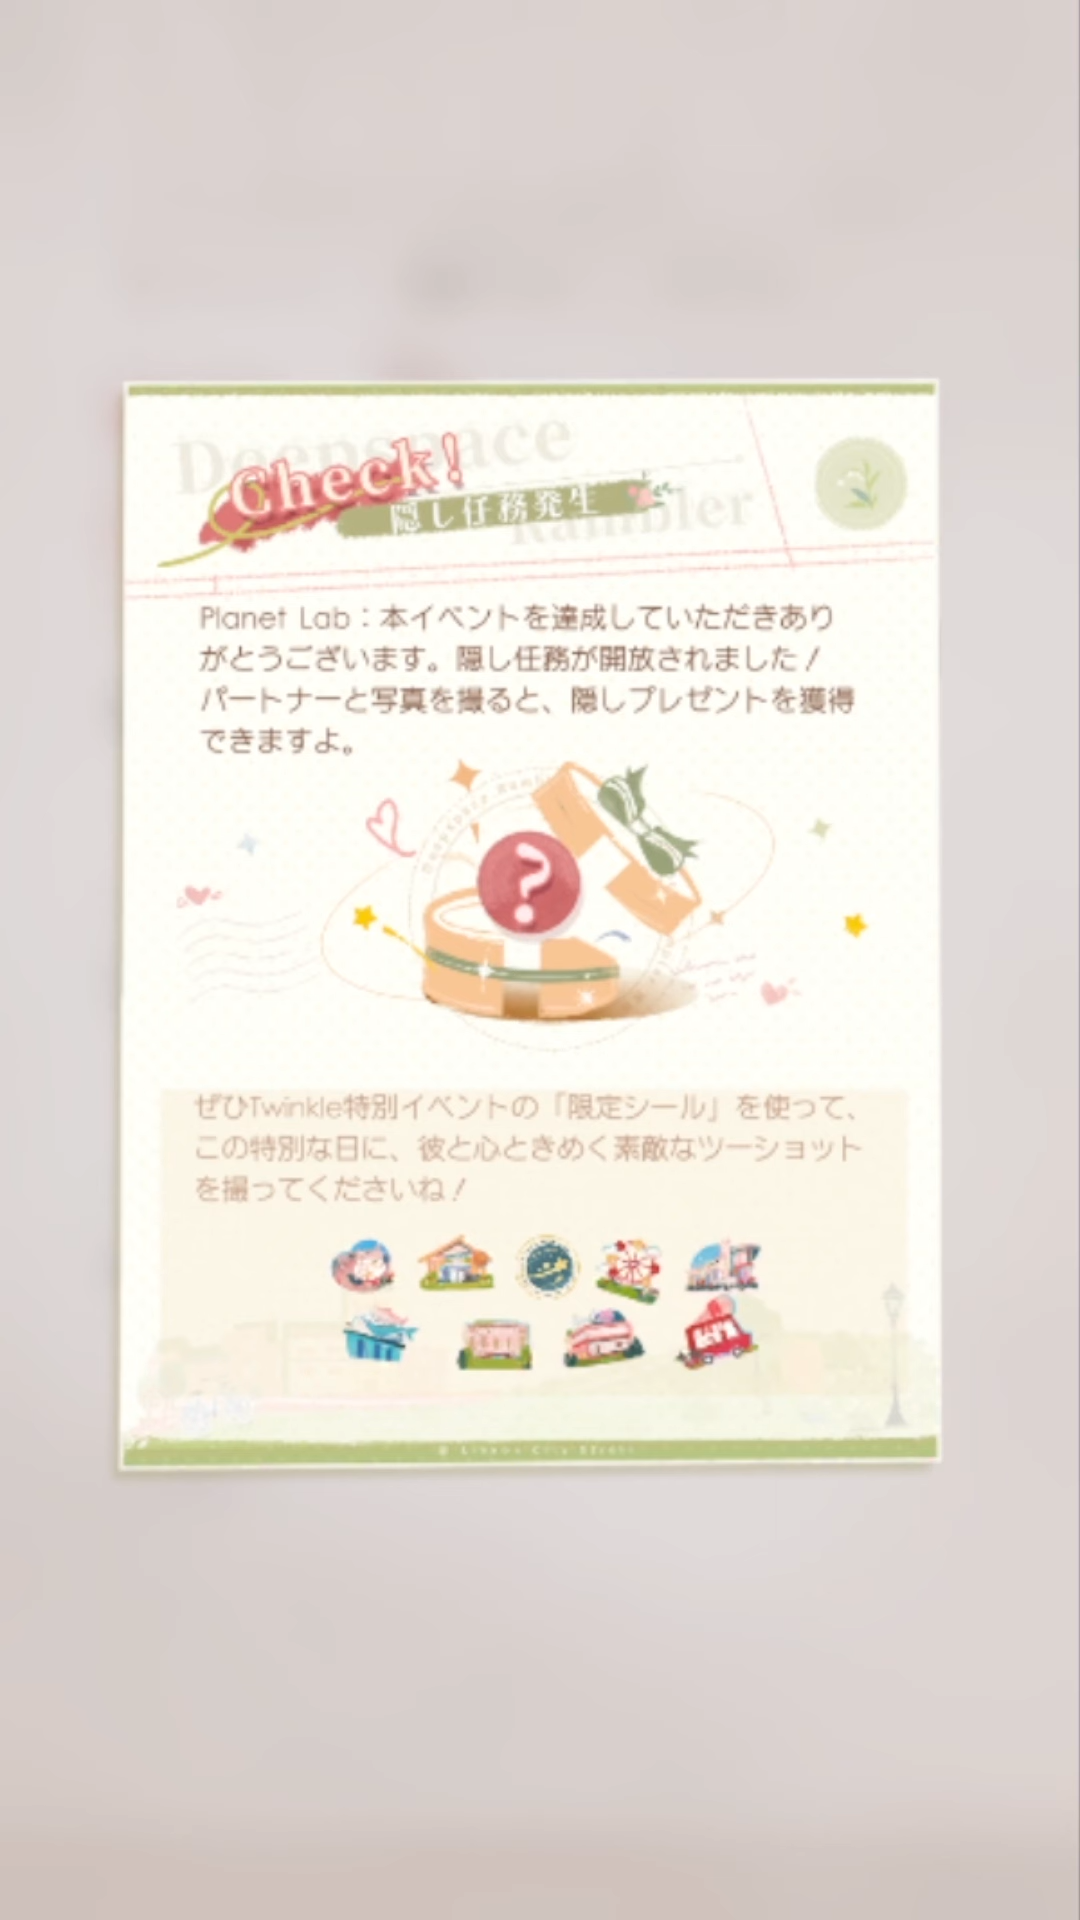 Deepspace
Check!
隠し任務発生
Rambler
Planet Lab：本イベントを達成していただきあり
がとうございます。隠し任務が開放されました！
パートナーと写真を撮ると、隠しプレゼントを獲得
できますよ。
?
ぜひTwinkle特別イベントの「限定シール」を使って、
この特別な日に、彼と心ときめく素敵なツーショット
を撮ってくださいね！